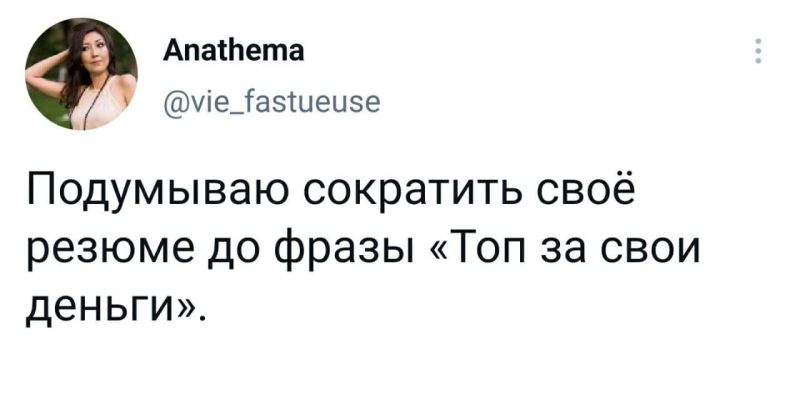 Anathema
@vie_fastueuse
Подумываю сократить своё
резюме до фразы «Топ за свои
деньги».